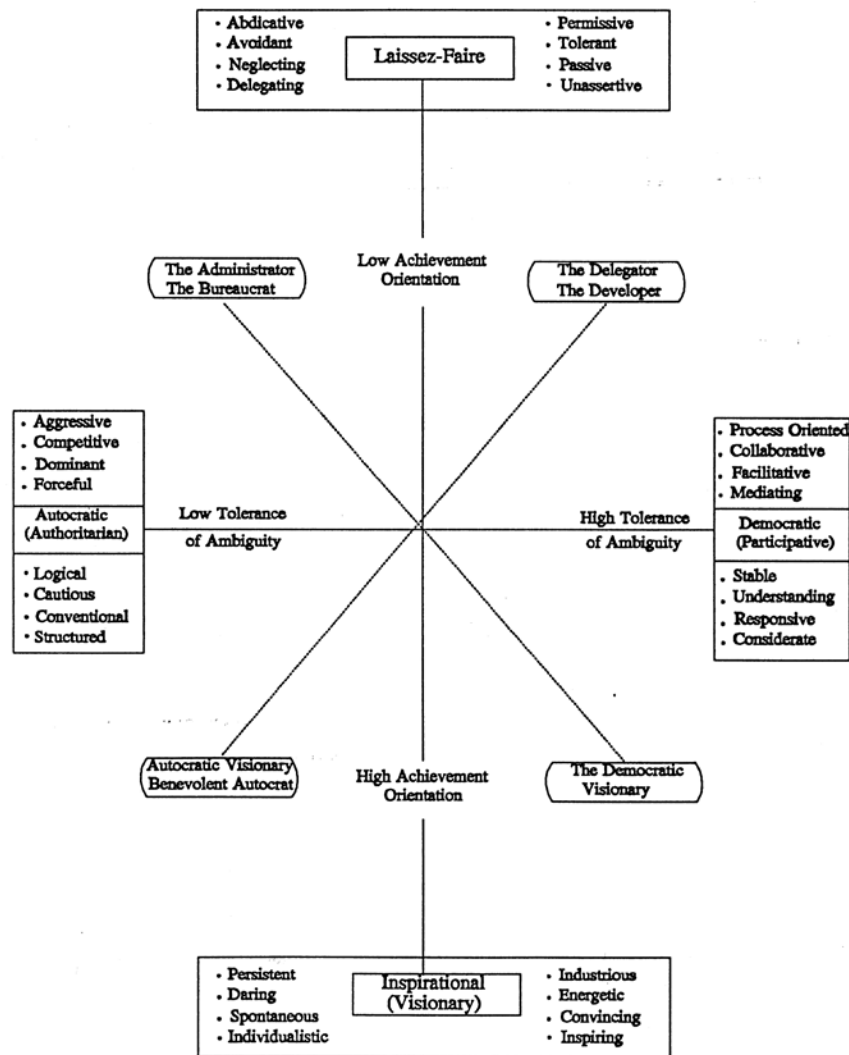 • Abdicative
• Avoidant
• Neglecting
• Delegating
Laissez-Faire
• Permissive
• Tolerant
• Passive
• Unassertive
The Administrator
The Bureaucrat
Low Achievement
Orientation
The Delegator
The Developer
• Aggressive
• Competitive
• Dominant
• Forceful
Autocratic
(Authoritarian)
• Logical
• Cautious
• Conventional
• Structured
Low Tolerance
of Ambiguity
High Tolerance
of Ambiguity
• Process Oriented
• Collaborative
• Facilitative
• Mediating
Democratic
(Participative)
• Stable
• Understanding
• Responsive
• Considerate
Autocratic Visionary
Benevolent Autocrat
High Achievement
Orientation
The Democratic
Visionary
• Persistent
• Daring
• Spontaneous
• Individualistic
Inspirational
(Visionary)
• Industrious
• Energetic
• Convincing
• Inspiring